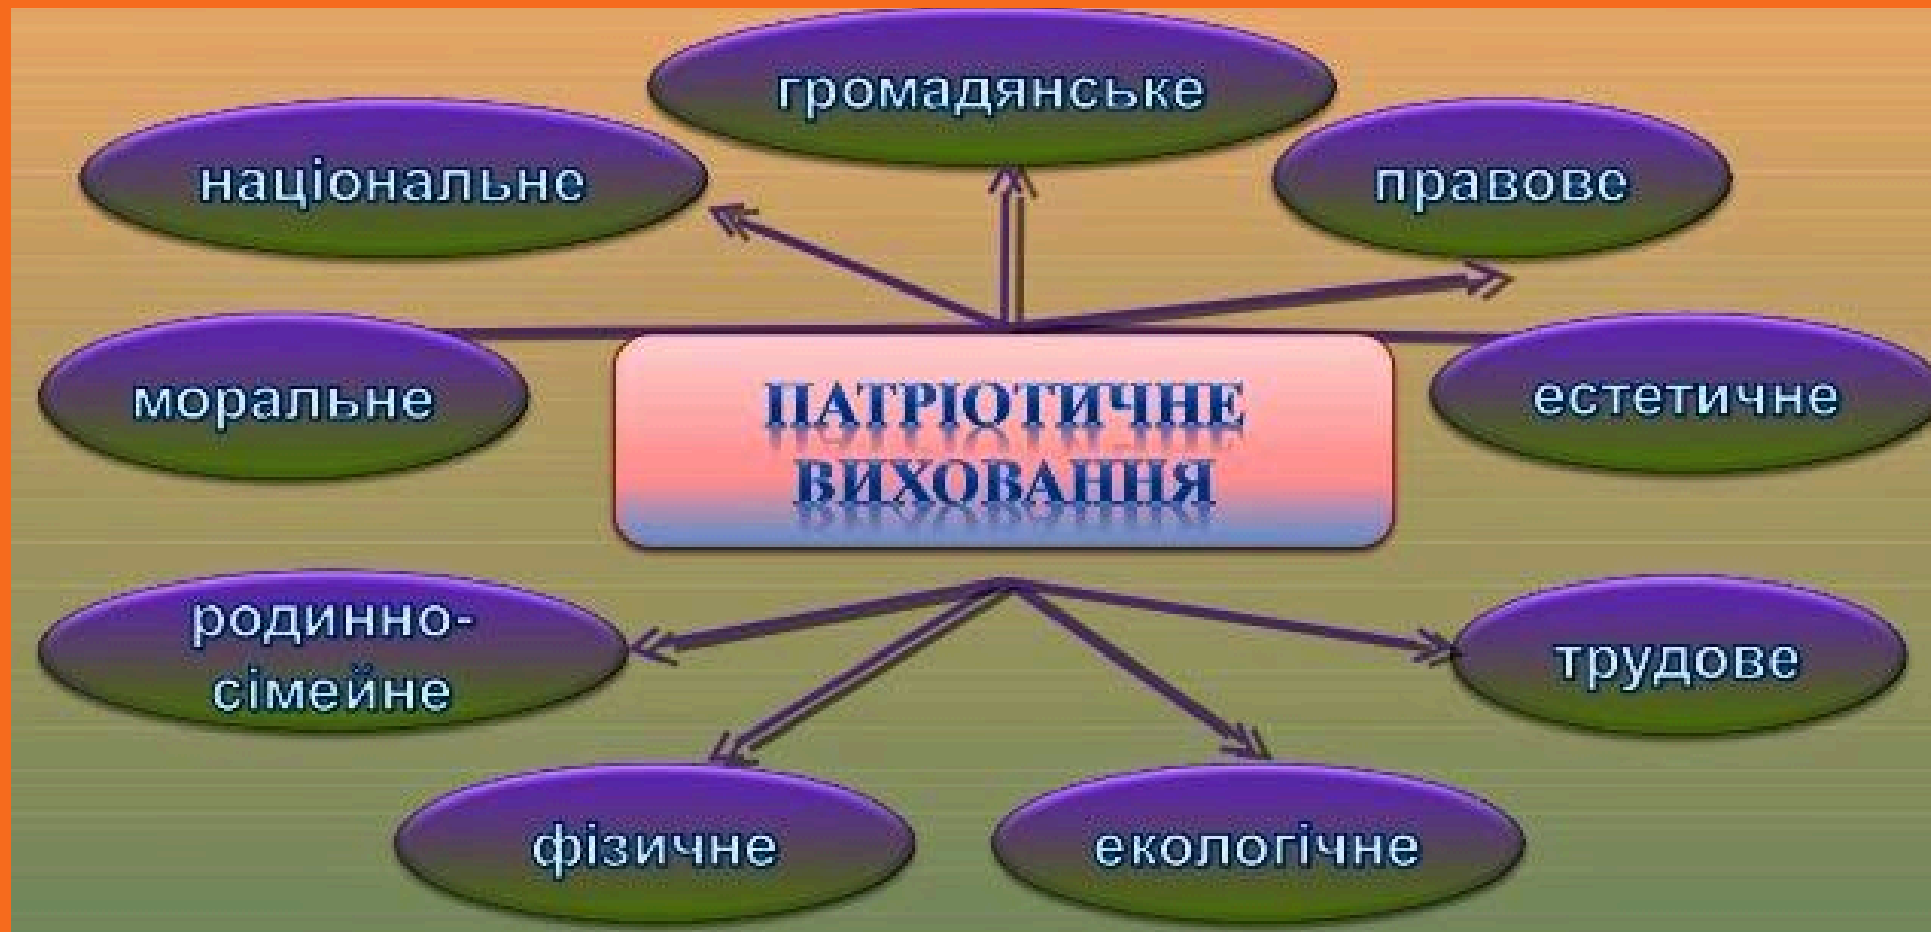 громадянське
національне
правове
моральне
ПАТРІОТИЧНЕ
ВИХОВАННЯ
естетичне
родинно-
сімейне
трудове
фізичне
екологічне